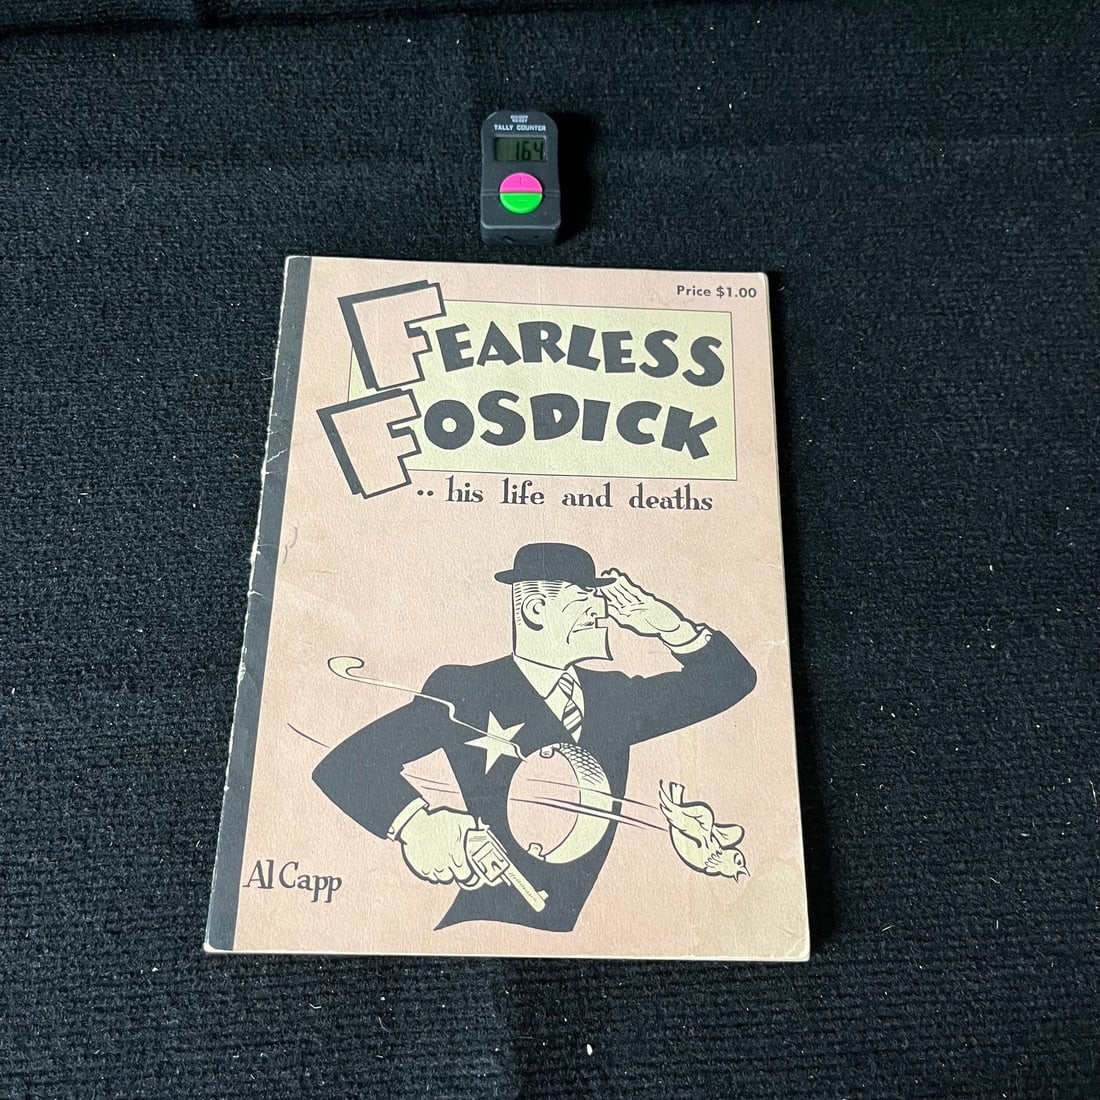 TALLY COUNTER
164
Price $1.00
FEARLESS
FOSDICK
.. his life and deaths
Al Capp